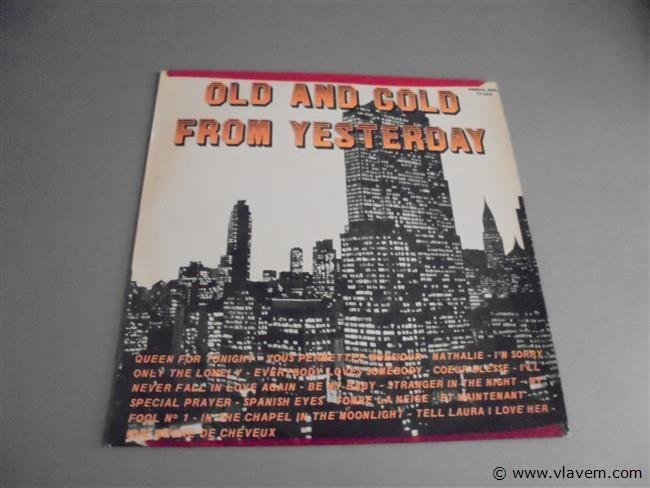 OLD AND GOLD
FROM YESTERDAY
QUEEN FOR TONIGHT - VOUS PERMETTEZ MONSIEUR - NATHALIE - I'M SORRY
ONLY THE LONELY - EVERYBODY LOVES SOMEBODY - COEUR BLESSE - I'LL
NEVER FALL IN LOVE AGAIN - BE MY BABY - STRANGER IN THE NIGHT - MY
SPECIAL PRAYER - SPANISH EYES - TOMBE LA NEIGE - ET MAINTENANT
FOOL Nº 1 - IN THE CHAPEL IN THE MOONLIGHT - TELL LAURA I LOVE HER -
DE CHEVEUX
© www.vlavem.com